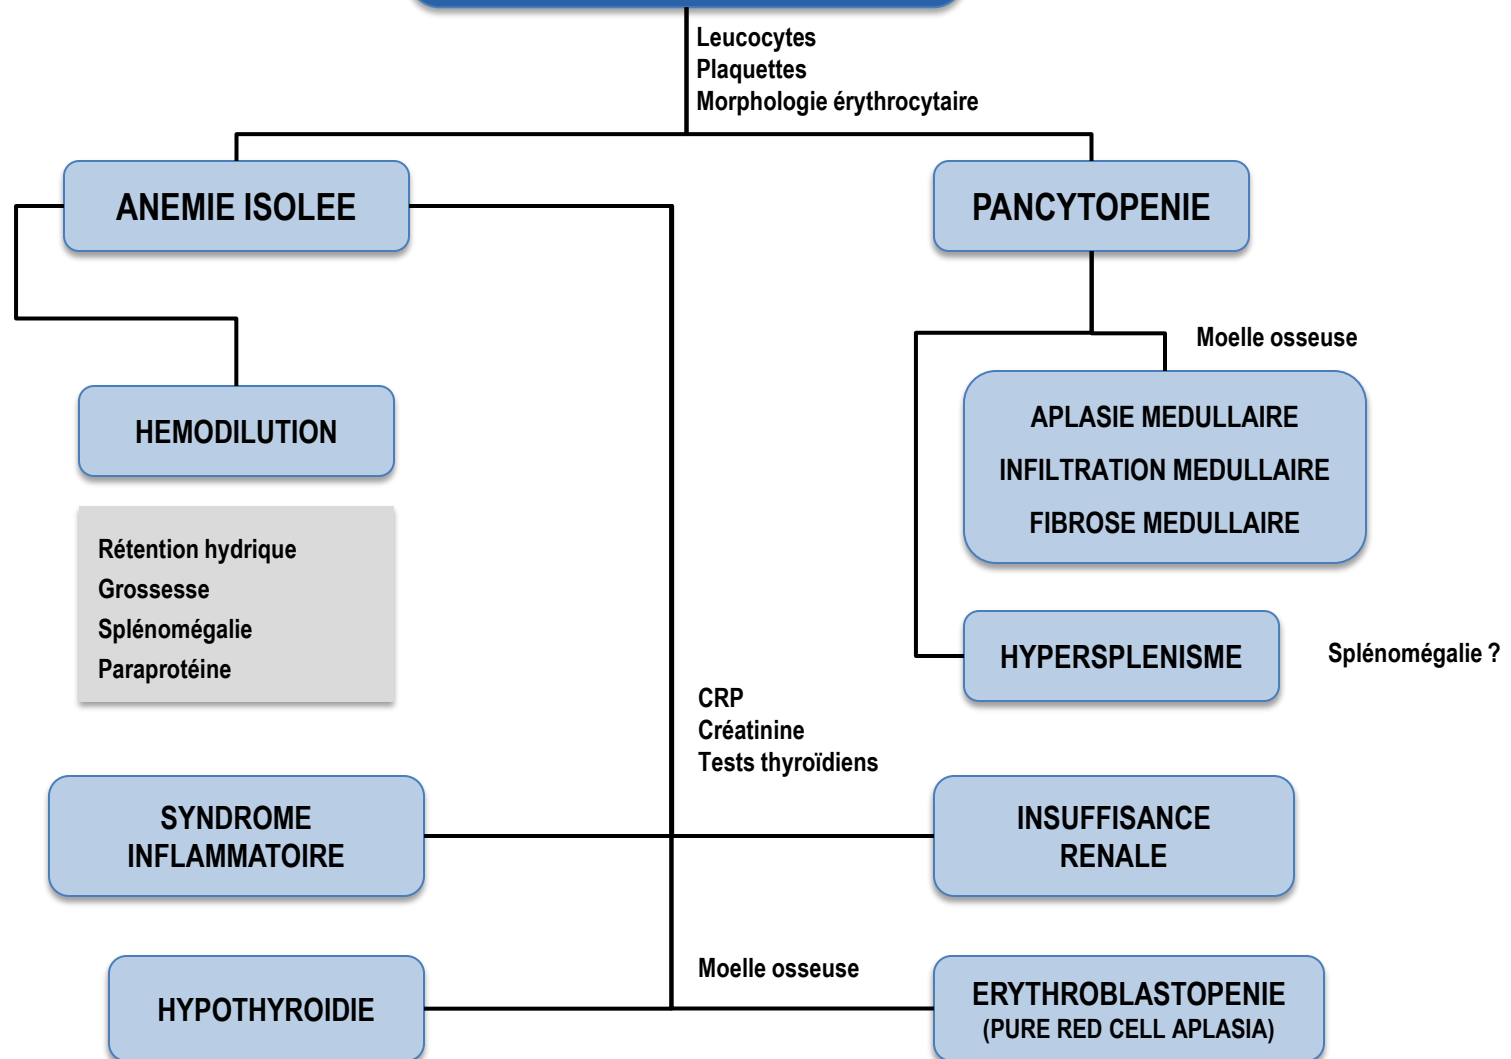 Leucocytes
Plaquettes
Morphologie érythrocytaire
ANEMIE ISOLEE
PANCYTOPENIE
Moelle osseuse
APLASIE MEDULLAIRE
INFILTRATION MEDULLAIRE
FIBROSE MEDULLAIRE
HEMODILUTION
Rétention hydrique
Grossesse
Splénomégalie
Paraprotéine
HYPERSPLENISME
Splénomégalie ?
CRP
Créatinine
Tests thyroïdiens
SYNDROME
INFLAMMATOIRE
INSUFFISANCE
RENALE
Moelle osseuse
HYPOTHYROIDIE
ERYTHROBLASTOPENIE
(PURE RED CELL APLASIA)